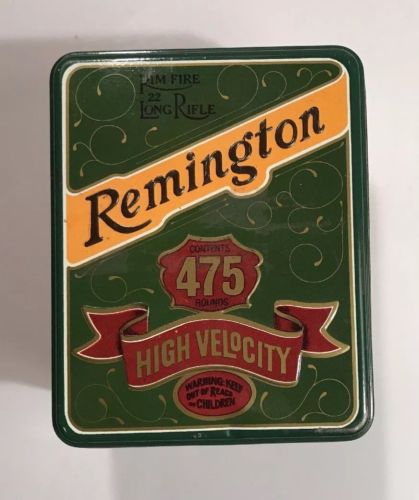 RIM FIRE
22
LONG RIFLE
Remington
CONTENTS
475
ROUNDS
HIGH VELOCITY
WARNING: KEEP
OUT OF REACH
OF CHILDREN